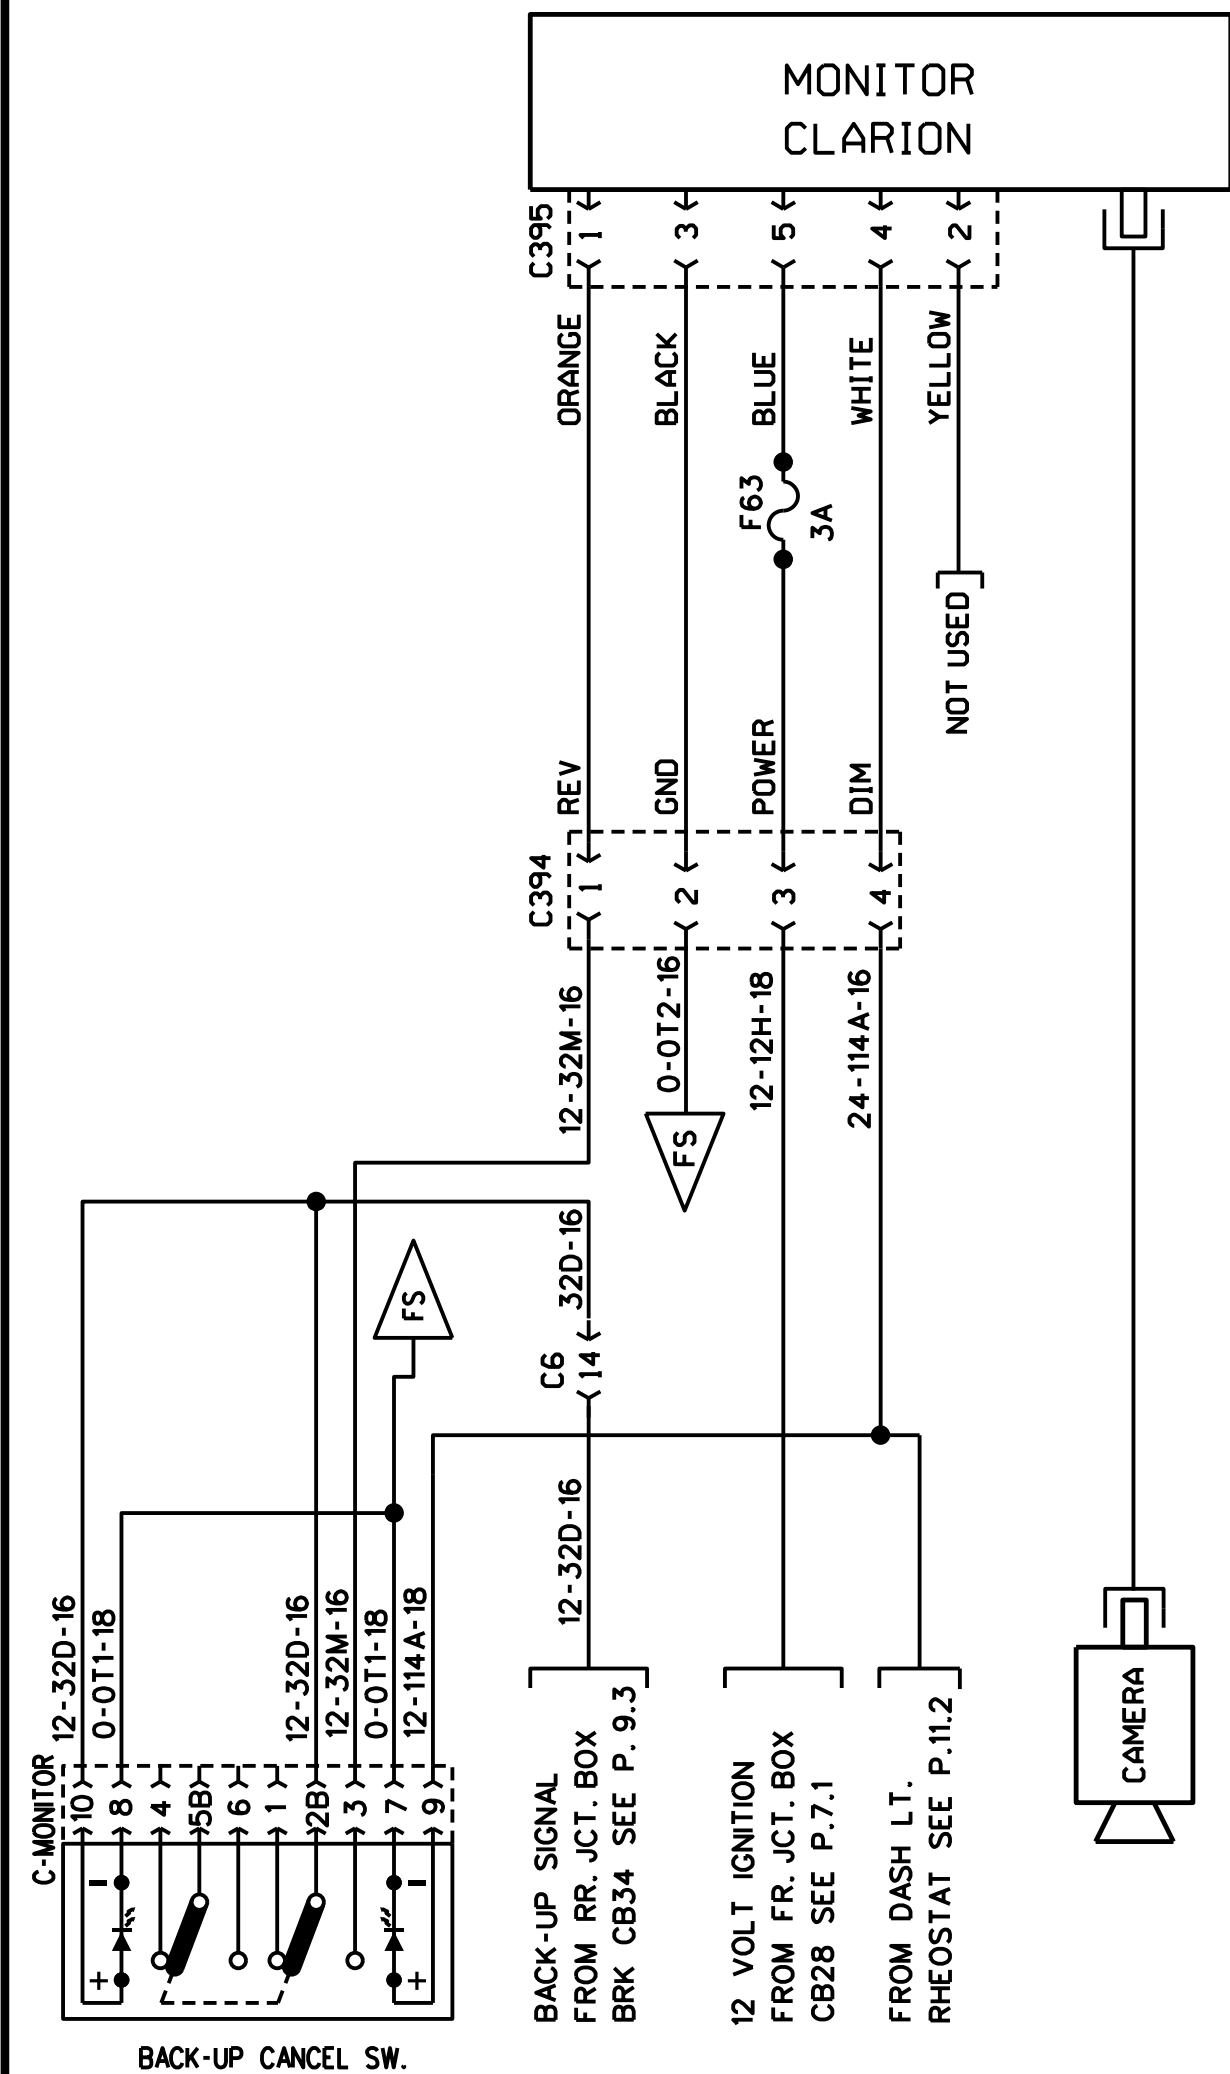 MONITOR
CLARION
C395
1
3
5
4
2
ORANGE
BLACK
BLUE
WHITE
YELLOW
F63
3A
NOT USED
REV
GND
POWER
DIM
C394
1
2
3
4
12-32M-16
0-0T2-16
12-12H-18
24-114A-16
FS
32D-16
FS
C6
14
12-32D-16
12-32D-16
0-0T1-18
12-32D-16
12-32M-16
0-0T1-18
12-114A-18
C-MONITOR
10
8
4
5B
6
1
2B
3
7
9
-
+
-
+
BACK-UP CANCEL SW.
BACK-UP SIGNAL
FROM RR. JCT. BOX
BRK CB34 SEE P. 9.3
12 VOLT IGNITION
FROM FR. JCT. BOX
CB28 SEE P.7.1
FROM DASH LT.
RHEOSTAT SEE P.11.2
CAMERA